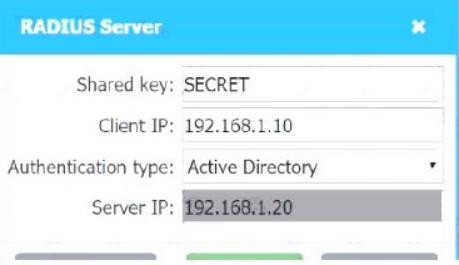 RADIUS Server
Shared key: SECRET
Client IP: 192.168.1.10
Authentication type: Active Directory
Server IP: 192.168.1.20